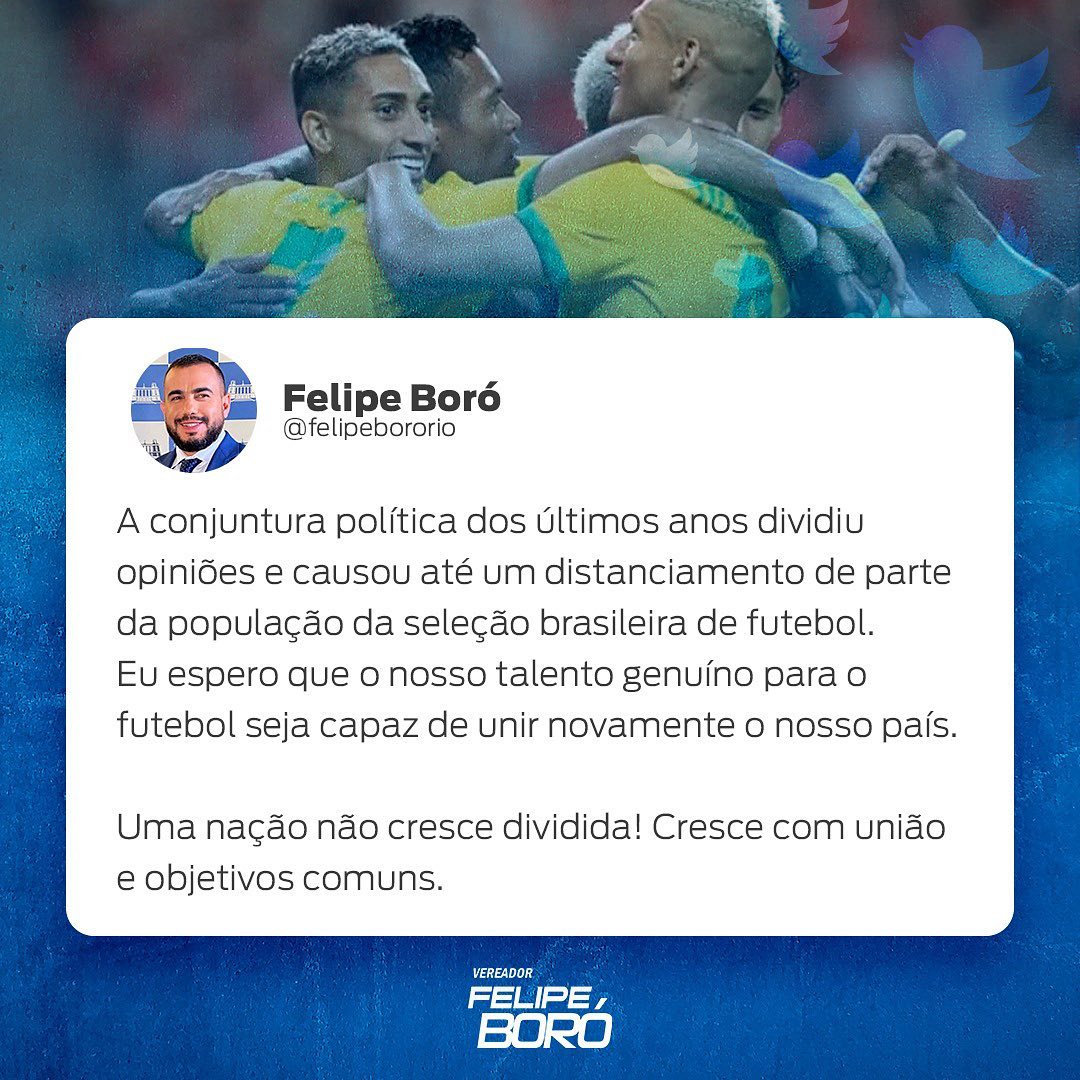 Felipe Boró
@felipebororio
A conjuntura política dos últimos anos dividiu
opiniões e causou até um distanciamento de parte
da população da seleção brasileira de futebol.
Eu espero que o nosso talento genuíno para o
futebol seja capaz de unir novamente o nosso país.
Uma nação não cresce dividida! Cresce com união
e objetivos comuns.
VEREADOR
FELIPE
BORÓ